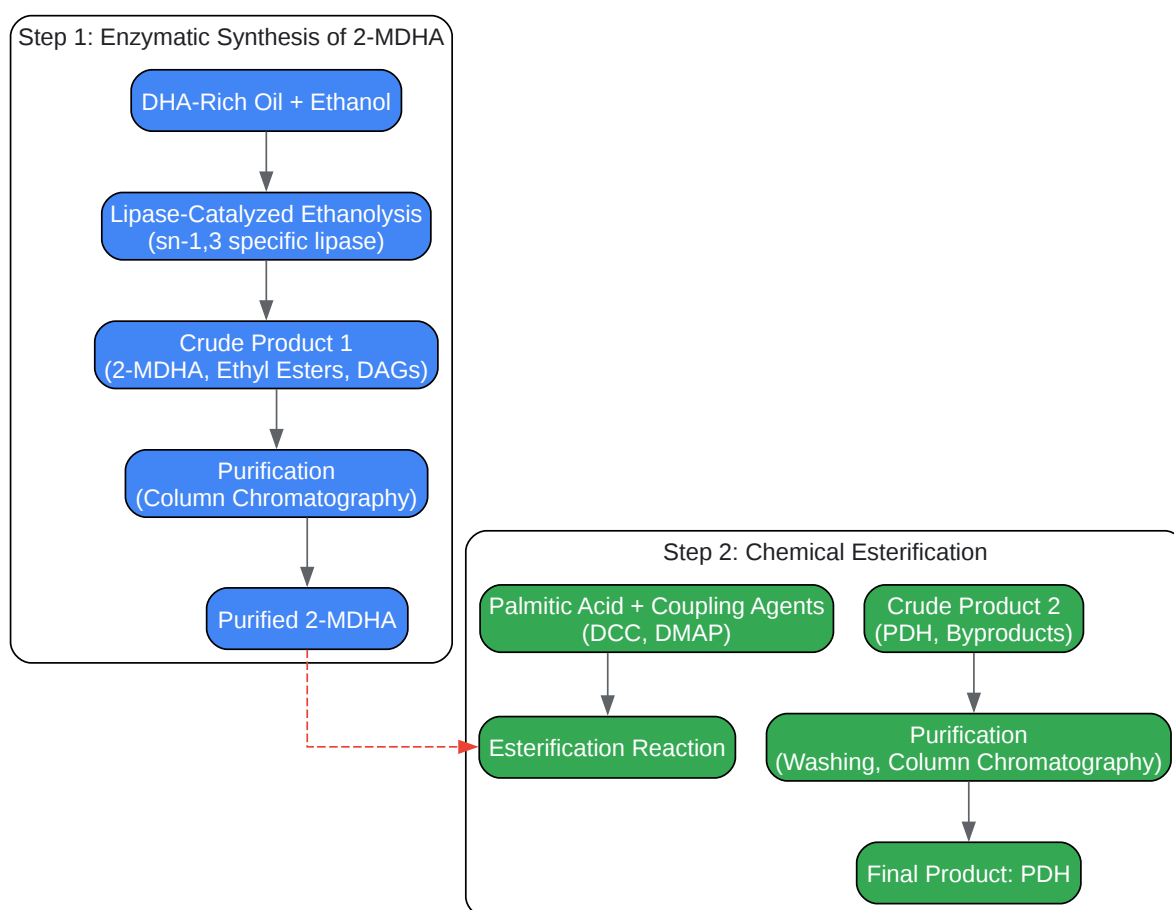 Step 1: Enzymatic Synthesis of 2-MDHA
DHA-Rich Oil + Ethanol
Lipase-Catalyzed Ethanolysis
(sn-1,3 specific lipase)
Crude Product 1
(2-MDHA, Ethyl Esters, DAGs)
Purification
(Column Chromatography)
Purified 2-MDHA
Step 2: Chemical Esterification
Palmitic Acid + Coupling Agents
(DCC, DMAP)
Esterification Reaction
Crude Product 2
(PDH, Byproducts)
Purification
(Washing, Column Chromatography)
Final Product: PDH